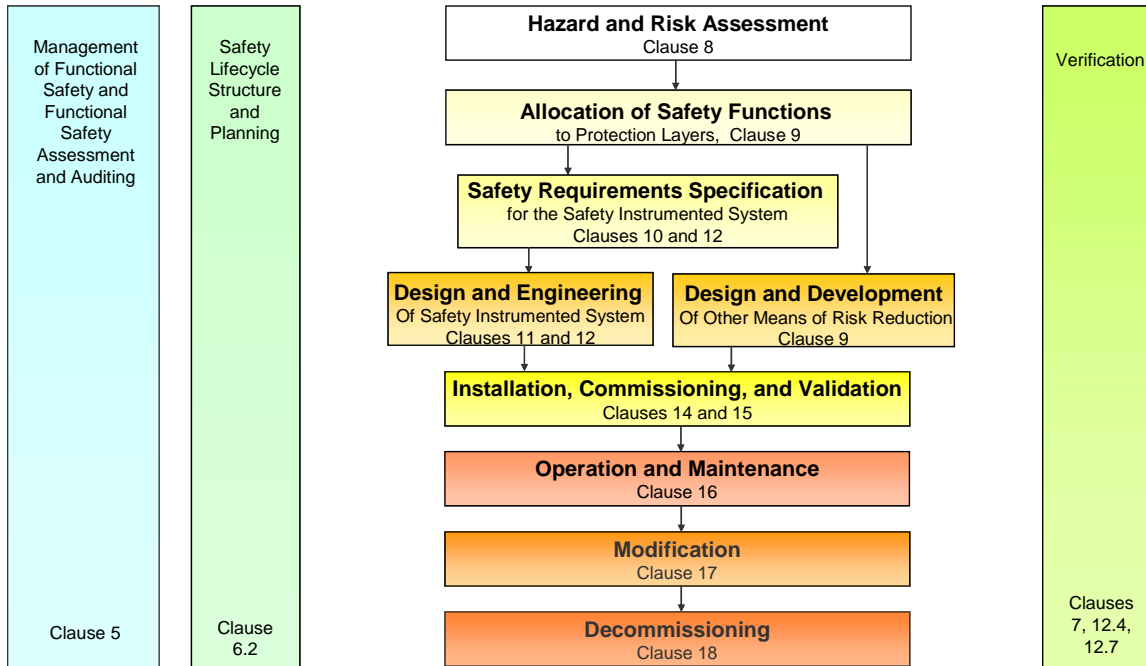 Management
of Functional
Safety and
Functional
Safety
Assessment
and Auditing
Clause 5
Safety
Lifecycle
Structure
and
Planning
Clause
6.2
Hazard and Risk Assessment
Clause 8
Allocation of Safety Functions
to Protection Layers, Clause 9
Safety Requirements Specification
for the Safety Instrumented System
Clauses 10 and 12
Design and Engineering
Of Safety Instrumented System
Clauses 11 and 12
Design and Development
Of Other Means of Risk Reduction
Clause 9
Installation, Commissioning, and Validation
Clauses 14 and 15
Operation and Maintenance
Clause 16
Modification
Clause 17
Decommissioning
Clause 18
Verification
Clauses
7, 12.4,
12.7